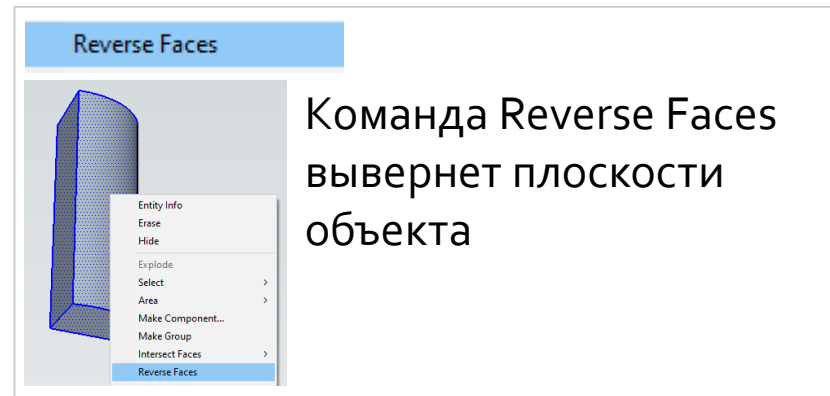 Reverse Faces
Команда Reverse Faces
вывернет плоскости
объекта
Entity Info
Erase
Hide
Explode
Select
Area
Make Component...
Make Group
Intersect Faces
Reverse Faces